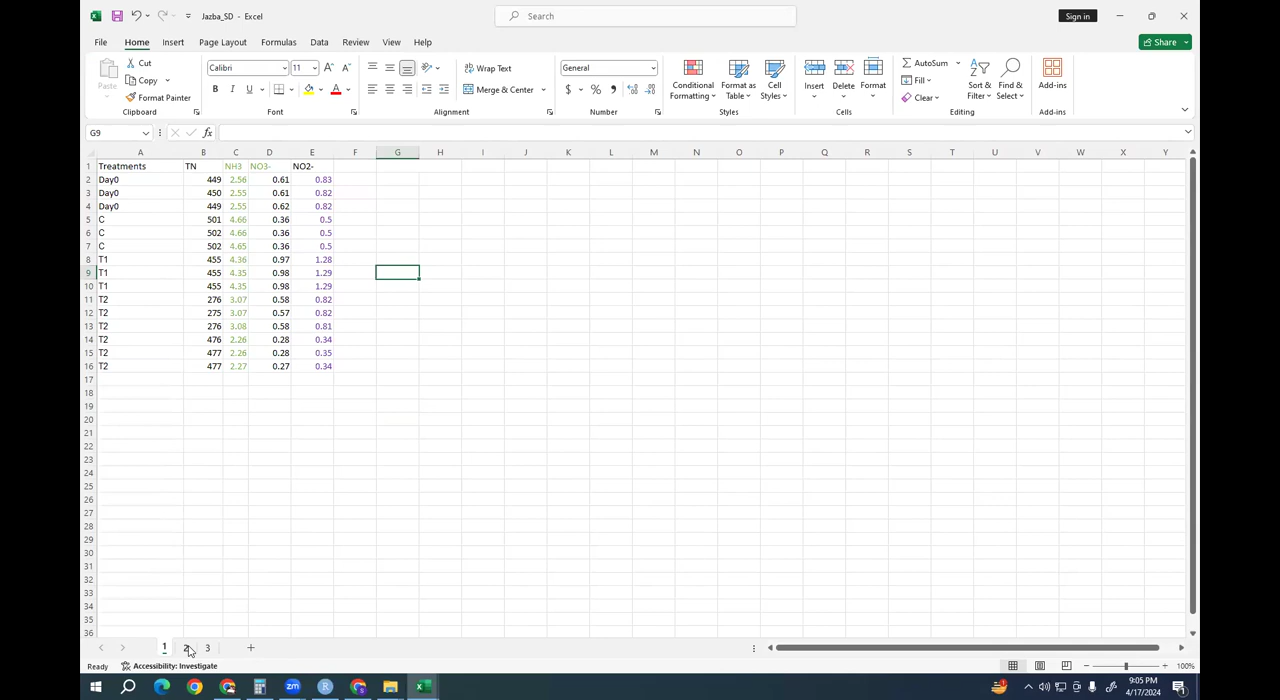 Jazba_SD - Excel
Search
Sign in
File Home Insert Page Layout Formulas Data Review View Help
Share
Paste
Cut
Copy
Format Painter
Clipboard
Calibri 11
B I U
Font
Wrap Text
Merge & Center
Alignment
General
$ % 9
Number
Conditional Formatting
Format as Table
Cell Styles
Styles
Insert
Delete
Format
Cells
AutoSum
Fill
Clear
Sort & Filter
Find & Select
Editing
Add-ins
Add-ins
G9
fx
A B C D E F G H I J K L M N O P Q R S T U V W X Y
1 Treatments TN NH3 NO3- NO2-
2 Day0 449 2.56 0.61 0.83
3 Day0 450 2.55 0.61 0.82
4 Day0 449 2.55 0.62 0.82
5 C 501 4.66 0.36 0.5
6 C 502 4.66 0.36 0.5
7 C 502 4.65 0.36 0.5
8 T1 455 4.36 0.97 1.28
9 T1 455 4.35 0.98 1.29
10 T1 455 4.35 0.98 1.29
11 T2 276 3.07 0.58 0.82
12 T2 275 3.07 0.57 0.82
13 T2 276 3.08 0.58 0.81
14 T2 476 2.26 0.28 0.34
15 T2 477 2.26 0.28 0.35
16 T2 477 2.27 0.27 0.34
17
18
19
20
21
22
23
24
25
26
27
28
29
30
31
32
33
34
35
36
1 2 3
Ready Accessibility: Investigate
100%
9:05 PM
4/17/2024